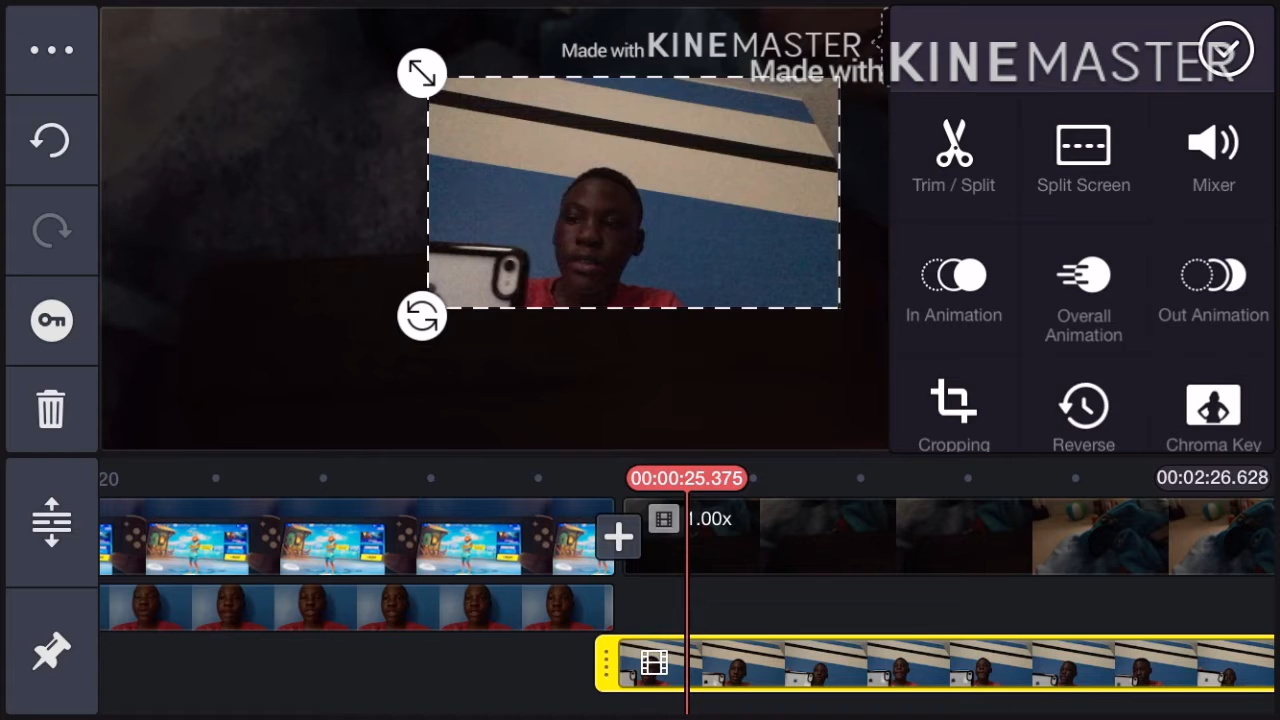 Made with KINEMASTER
Made with KINEMASTER
Trim / Split
Split Screen
Mixer
In Animation
Overall
Animation
Out Animation
Cropping
Reverse
Chroma Key
20
00:00:25.375
00:02:26.628
1.00x